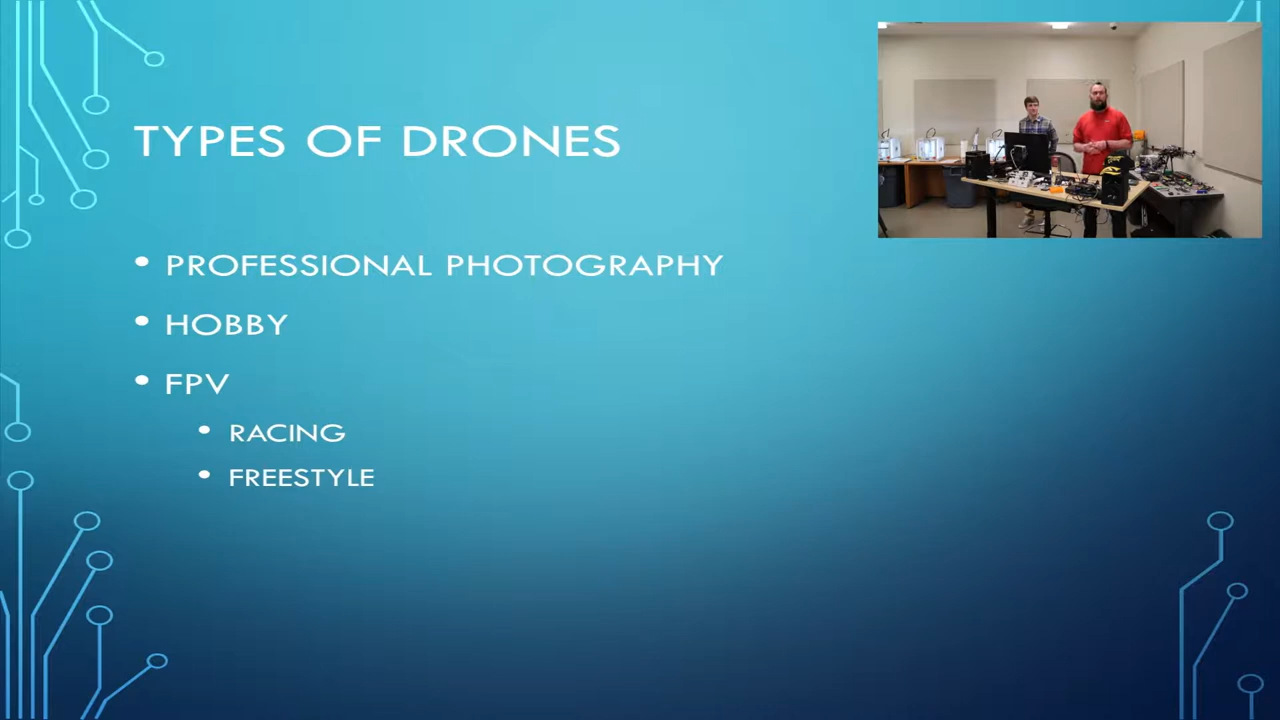 TYPES OF DRONES
• PROFESSIONAL PHOTOGRAPHY
• HOBBY
• FPV
• RACING
• FREESTYLE